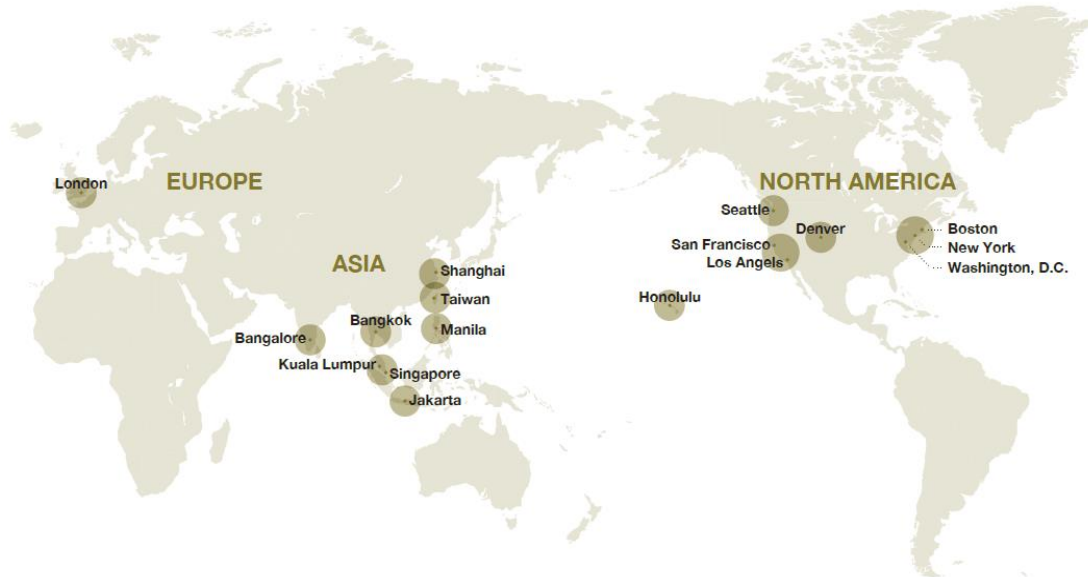 London
EUROPE
NORTH AMERICA
Seattle
Denver
Boston
San Francisco
New York
Los Angels
Washington, D.C.
ASIA
Shanghai
Taiwan
Honolulu
Bangkok
Manila
Bangalore
Kuala Lumpur
Singapore
Jakarta